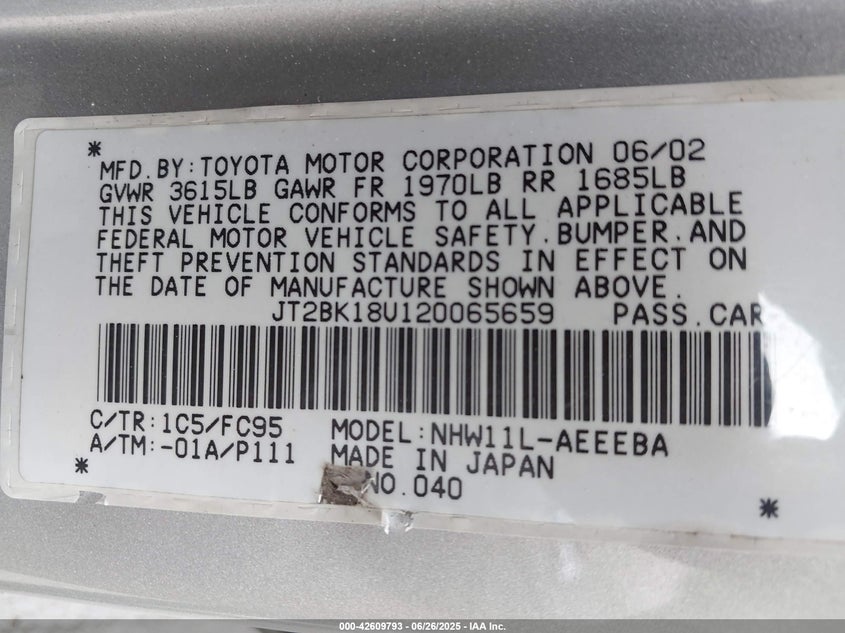 MFD.BY:TOYOTA MOTOR CORPORATION 06/02
GVWR 3615LB GAWR FR 1970LB RR 1685LB
THIS VEHICLE CONFORMS TO ALL APPLICABLE
FEDERAL MOTOR VEHICLE SAFETY.BUMPER.AND
THEFT PREVENTION STANDARDS IN EFFECT ON
THE DATE OF MANUFACTURE SHOWN ABOVE.
JT2BK18U120065659 PASS.CAR
C/TR:1C5/FC95 MODEL:NHW11L-AEEEBA
A/TM:-01A/P111 MADE IN JAPAN
NO.040
000-42609793 - 06/26/2025 - IAA Inc.